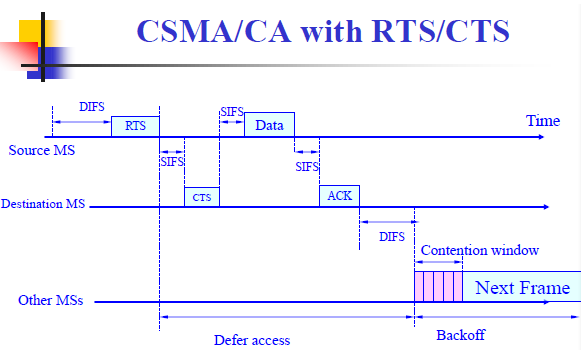 CSMA/CA with RTS/CTS
DIFS
RTS
SIFS
Data
Time
Source MS
SIFS
SIFS
CTS
ACK
Destination MS
DIFS
Contention window
Next Frame
Other MSs
Defer access
Backoff